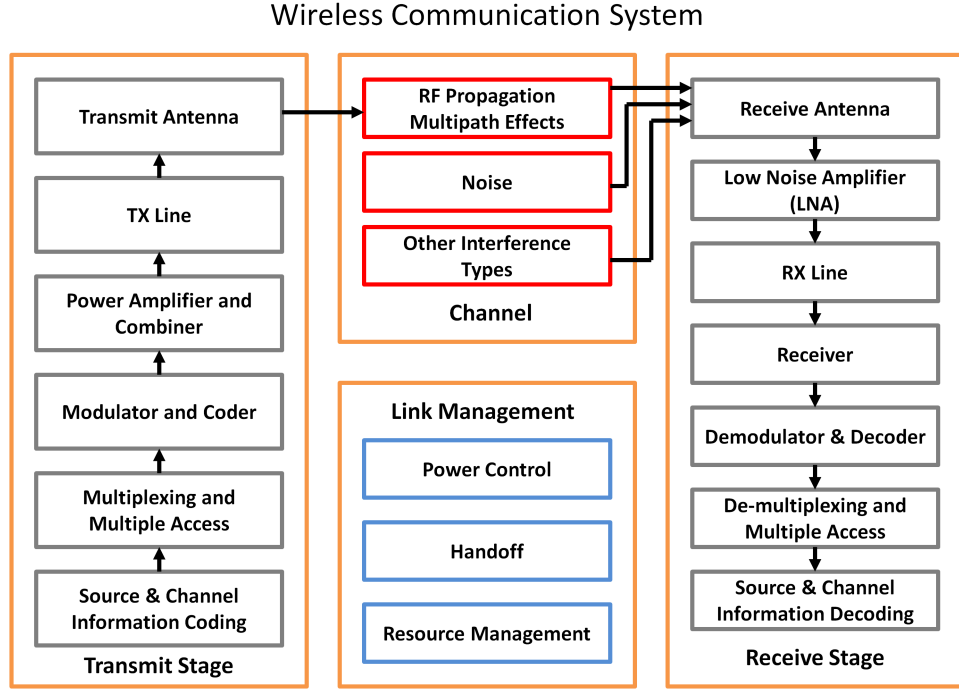 Wireless Communication System
Transmit Antenna
TX Line
Power Amplifier and
Combiner
Modulator and Coder
Multiplexing and
Multiple Access
Source & Channel
Information Coding
Transmit Stage
RF Propagation
Multipath Effects
Noise
Other Interference
Types
Channel
Link Management
Power Control
Handoff
Resource Management
Receive Antenna
Low Noise Amplifier
(LNA)
RX Line
Receiver
Demodulator & Decoder
De-multiplexing and
Multiple Access
Source & Channel
Information Decoding
Receive Stage